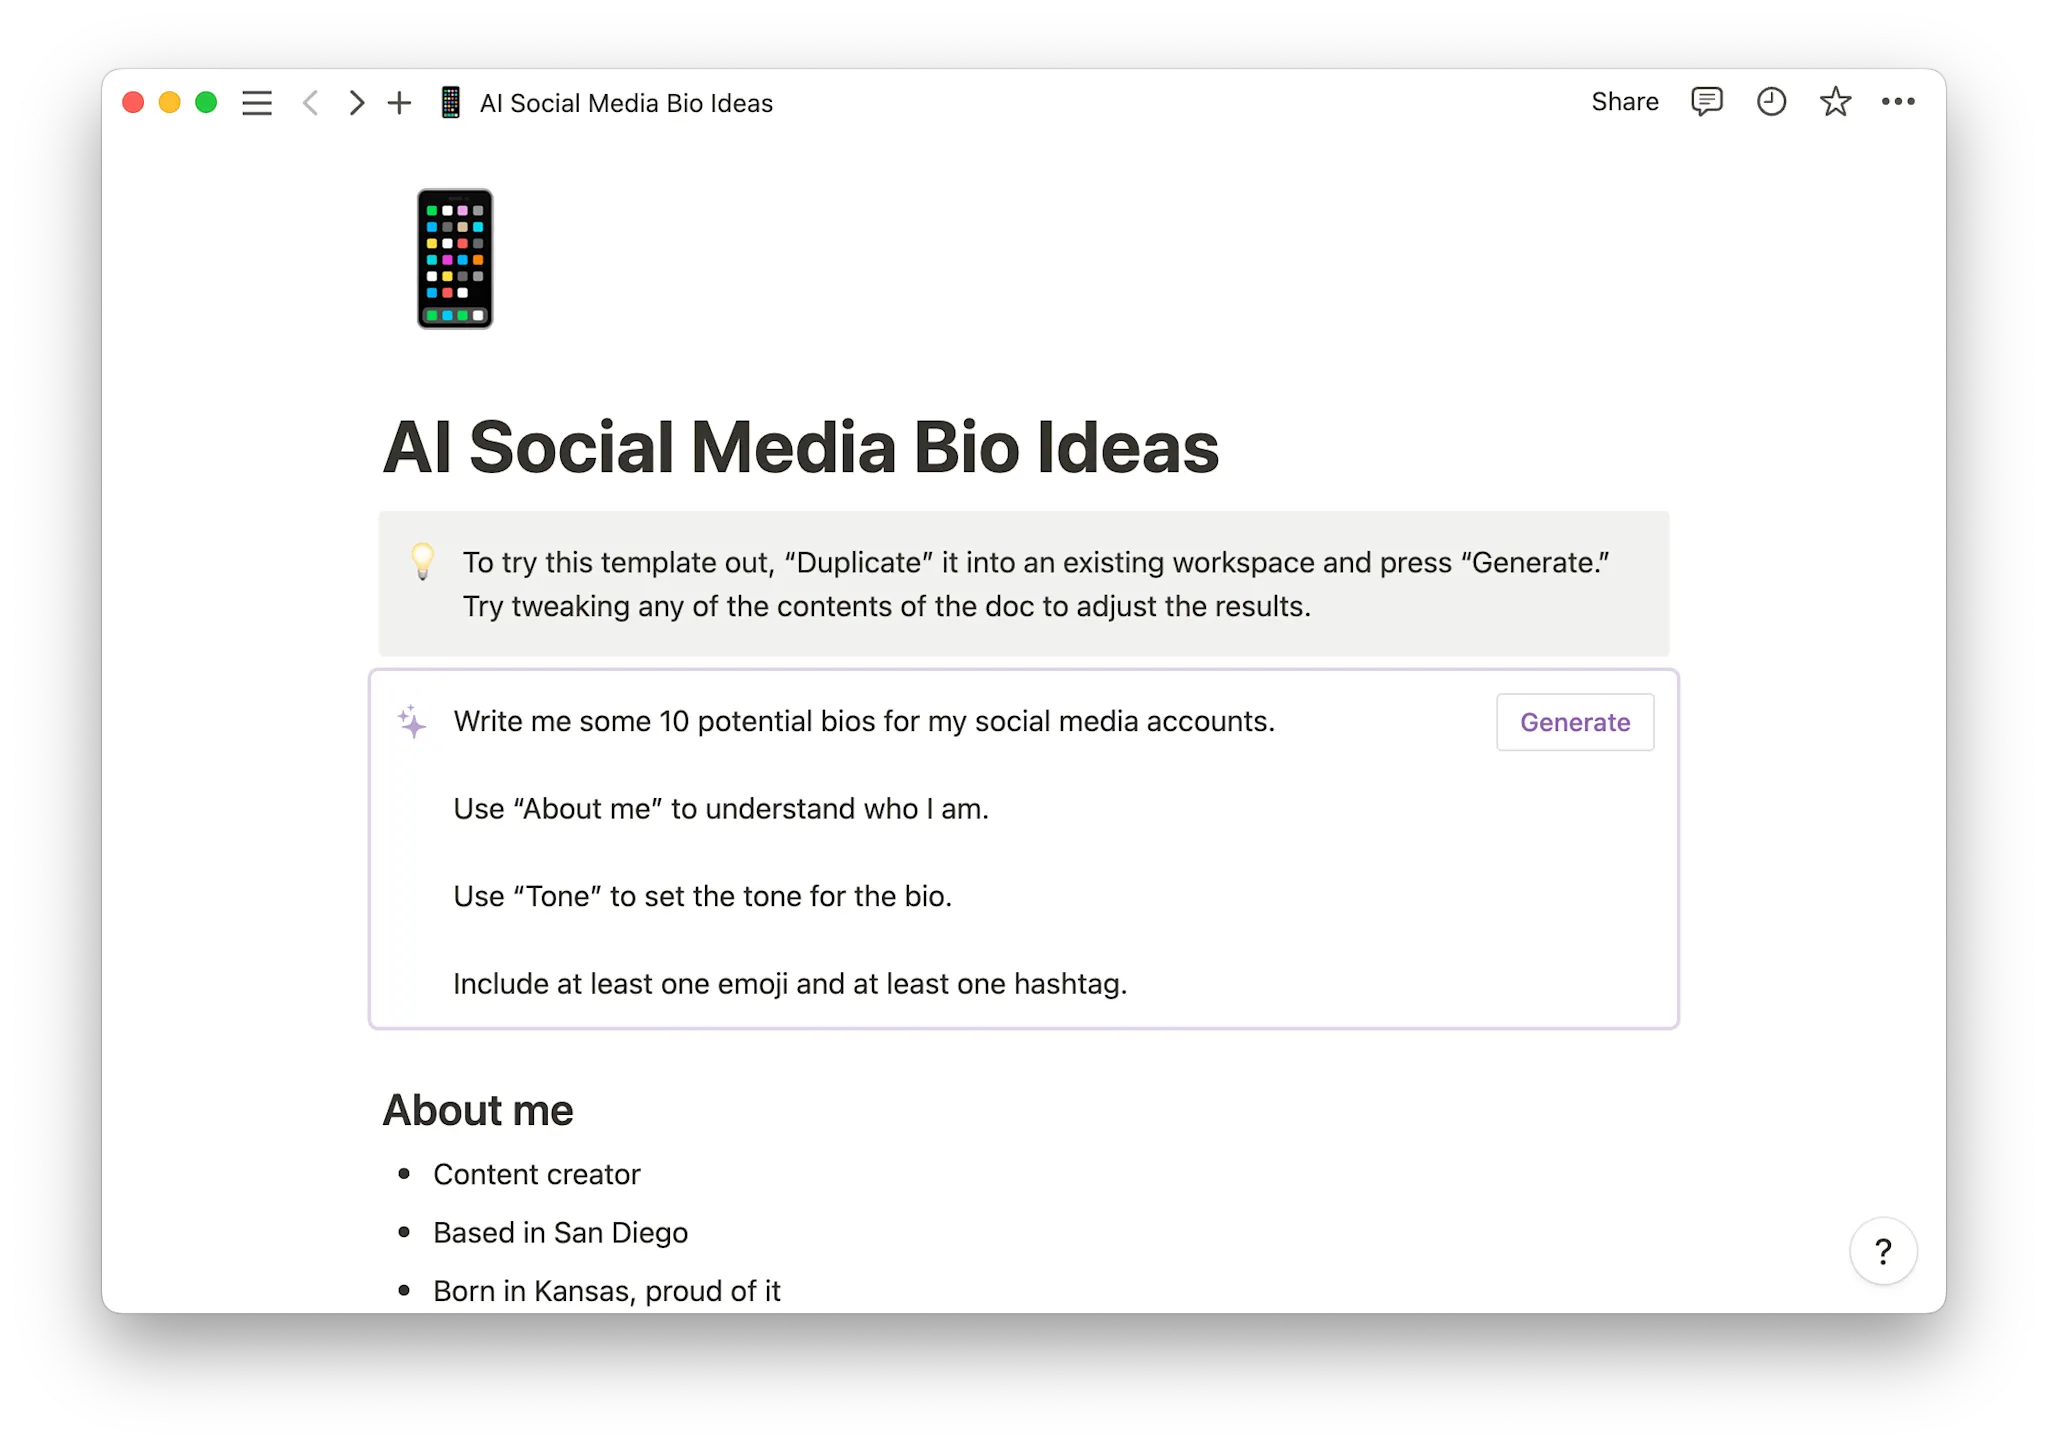 AI Social Media Bio Ideas
Share
AI Social Media Bio Ideas
To try this template out, “Duplicate” it into an existing workspace and press “Generate.”
Try tweaking any of the contents of the doc to adjust the results.
Write me some 10 potential bios for my social media accounts.
Generate
Use “About me” to understand who I am.
Use “Tone” to set the tone for the bio.
Include at least one emoji and at least one hashtag.
About me
• Content creator
• Based in San Diego
• Born in Kansas, proud of it
?